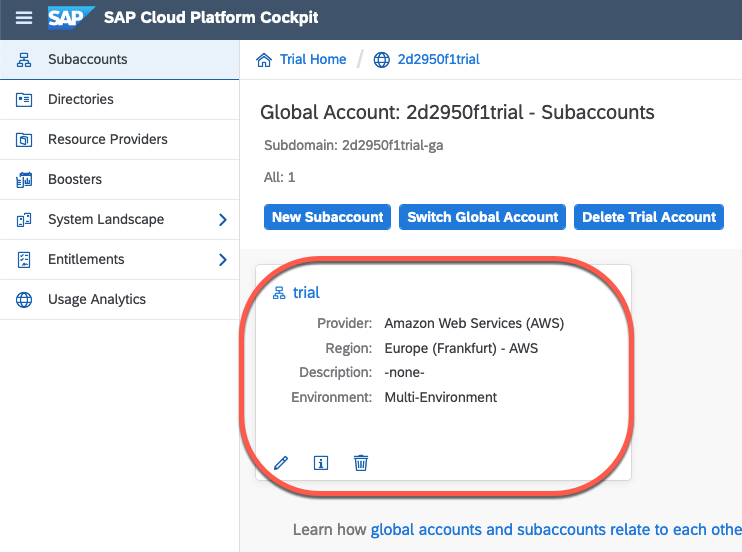 SAP SAP Cloud Platform Cockpit
Subaccounts
Directories
Resource Providers
Boosters
System Landscape
Entitlements
Usage Analytics
Trial Home / 2d2950f1trial
Global Account: 2d2950f1trial - Subaccounts
Subdomain: 2d2950f1trial-ga
All: 1
New Subaccount Switch Global Account Delete Trial Account
trial
Provider: Amazon Web Services (AWS)
Region: Europe (Frankfurt) - AWS
Description: -none-
Environment: Multi-Environment
Learn how global accounts and subaccounts relate to each othe